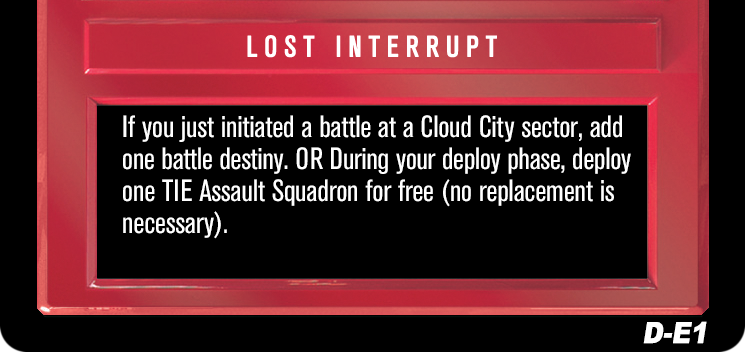 LOST INTERRUPT
If you just initiated a battle at a Cloud City sector, add
one battle destiny. OR During your deploy phase, deploy
one TIE Assault Squadron for free (no replacement is
necessary).
D-E1